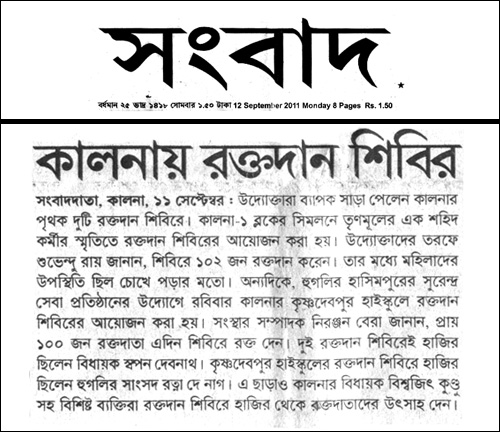 সংবাদ
বর্ধমান ২৫ ভাদ্র ১৪১৮ সোমবার ১.৫০ টাকা 12 September 2011 Monday 8 Pages Rs. 1.50
কালনায় রক্তদান শিবির
সংবাদদাতা, কালনা, ১১ সেপ্টেম্বর : উদ্যোক্তারা ব্যাপক সাড়া পেলেন কালনার
পৃথক দুটি রক্তদান শিবিরে। কালনা-১ ব্লকের সিমলনে তৃণমূলের এক শহিদ
কর্মীর স্মৃতিতে রক্তদান শিবিরের আয়োজন করা হয়। উদ্যোক্তাদের তরফে
শুভেন্দু রায় জানান, শিবিরে ১০২ জন রক্তদান করেন। তার মধ্যে মহিলাদের
উপস্থিতি ছিল চোখে পড়ার মতো। অন্যদিকে, হুগলির হাসিমপুরের সুরেন্দ্র
সেবা প্রতিষ্ঠানের উদ্যোগে রবিবার কালনার কৃষ্ণদেবপুর হাইস্কুলে রক্তদান
শিবিরের আয়োজন করা হয়। সংস্থার সম্পাদক নিরঞ্জন বেরা জানান, প্রায়
১০০ জন রক্তদাতা এদিন শিবিরে রক্ত দেন। দুই রক্তদান শিবিরেই হাজির
ছিলেন বিধায়ক স্বপন দেবনাথ। কৃষ্ণদেবপুর হাইস্কুলের রক্তদান শিবিরে হাজির
ছিলেন হুগলির সাংসদ রত্না দে নাগ। এ ছাড়াও কালনার বিধায়ক বিশ্বজিৎ কুণ্ডু
সহ বিশিষ্ট ব্যক্তিরা রক্তদান শিবিরে হাজির থেকে রক্তদাতাদের উৎসাহ দেন।